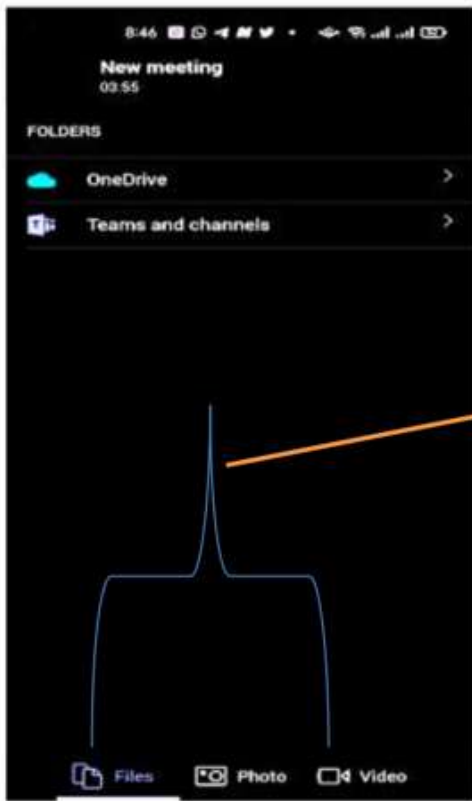 8:46
New meeting
03:55
FOLDERS
OneDrive
Teams and channels
Files Photo Video